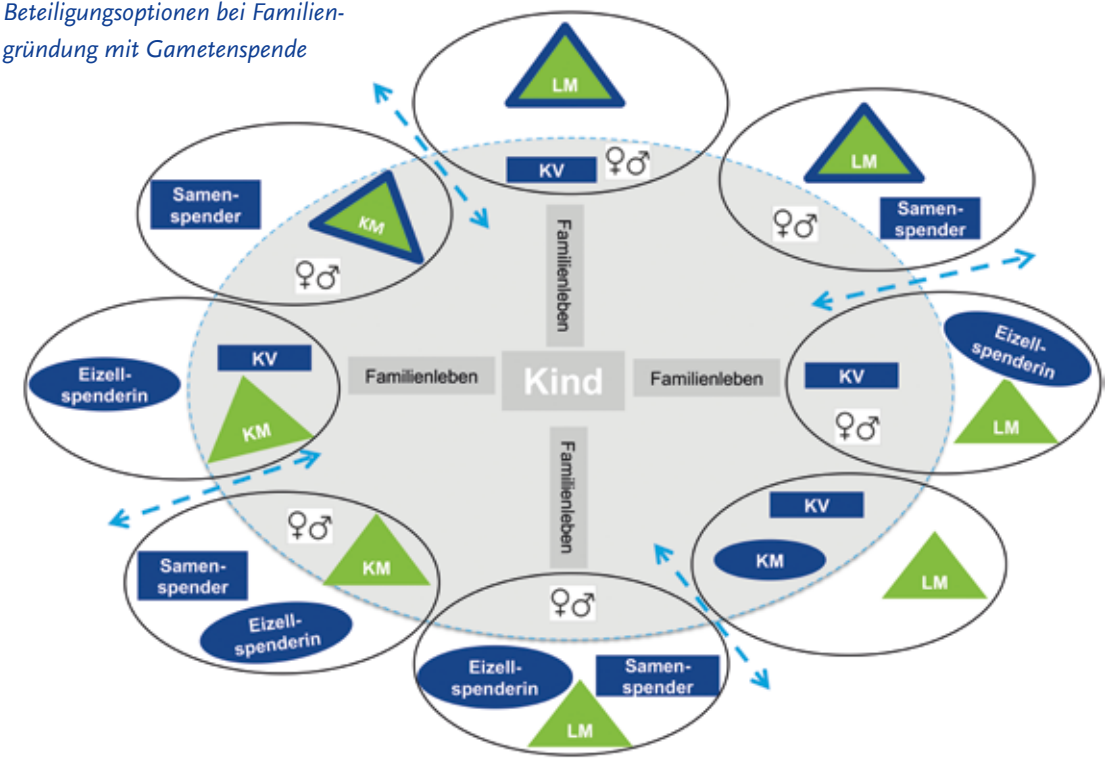 Beteiligungsoptionen bei Familien-
gründung mit Gametenspende
LM
KV
♀♂
LM
Samen-
spender
♀♂
Samen-
spender
KM
♀♂
Familienleben
Eizell-
spenderin
KV
KM
Familienleben
Kind
Familienleben
KV
Eizell-
spenderin
LM
♀♂
Familienleben
KV
KM
LM
♀♂
Samen-
spender
KM
Eizell-
spenderin
♀♂
Eizell-
spenderin
Samen-
spender
LM